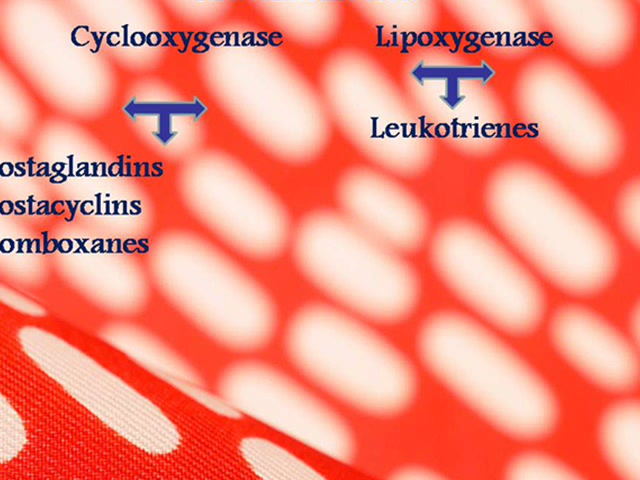 Cyclooxygenase
Lipoxygenase
Leukotrienes
ostaglandins
ostacyclins
omboxanes